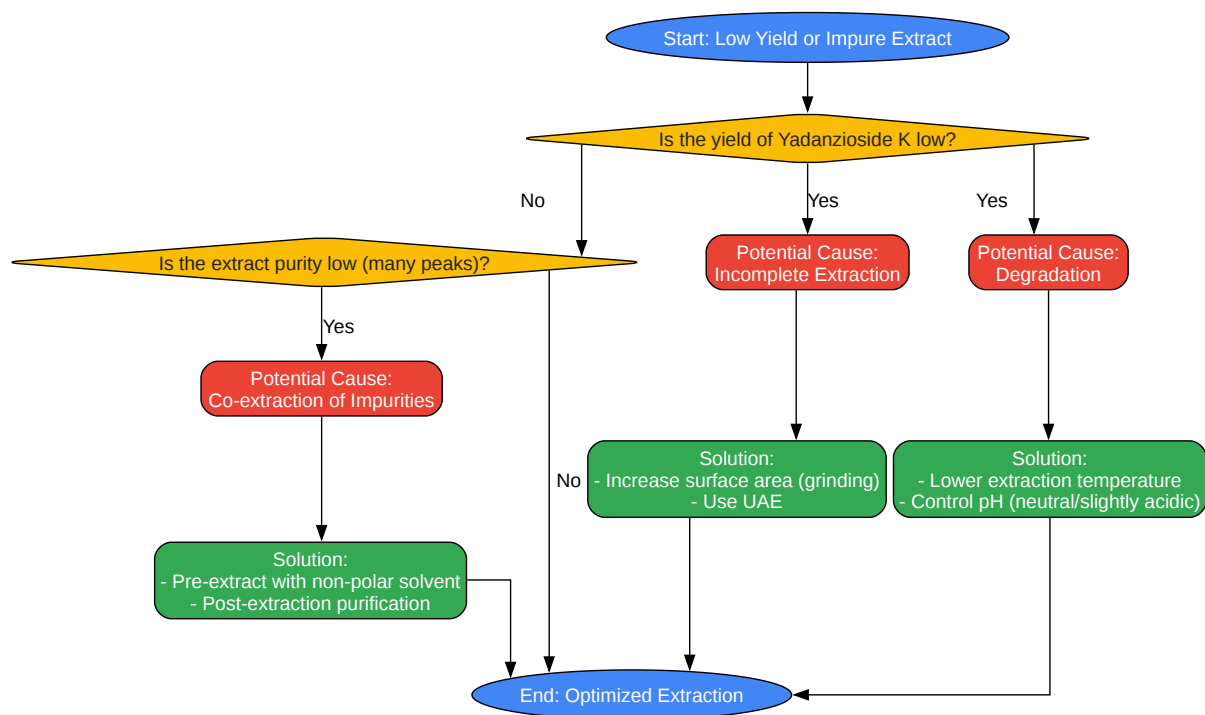 Start: Low Yield or Impure Extract
Is the yield of Yadanzioside K low?
No
Yes
Yes
Is the extract purity low (many peaks)?
Potential Cause:
Incomplete Extraction
Potential Cause:
Degradation
Yes
Potential Cause:
Co-extraction of Impurities
No
Solution:
- Increase surface area (grinding)
- Use UAE
Solution:
- Lower extraction temperature
- Control pH (neutral/slightly acidic)
Solution:
- Pre-extract with non-polar solvent
- Post-extraction purification
End: Optimized Extraction